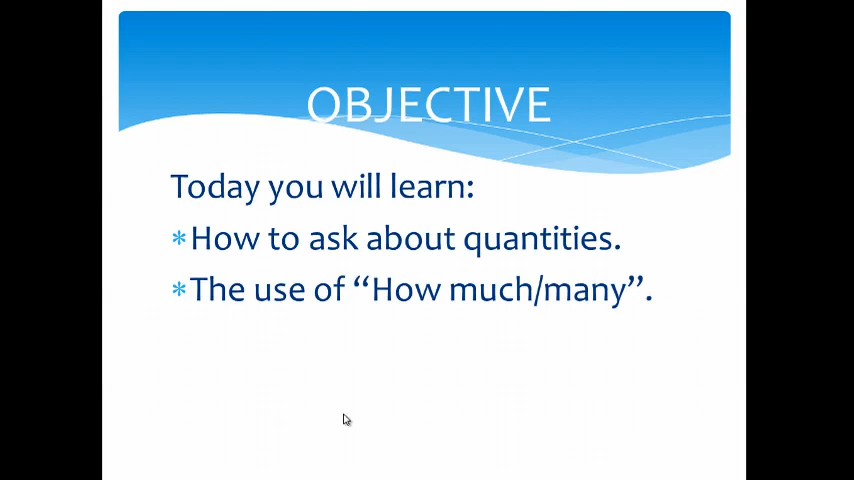 OBJECTIVE
Today you will learn:
*How to ask about quantities.
*The use of “How much/many”.